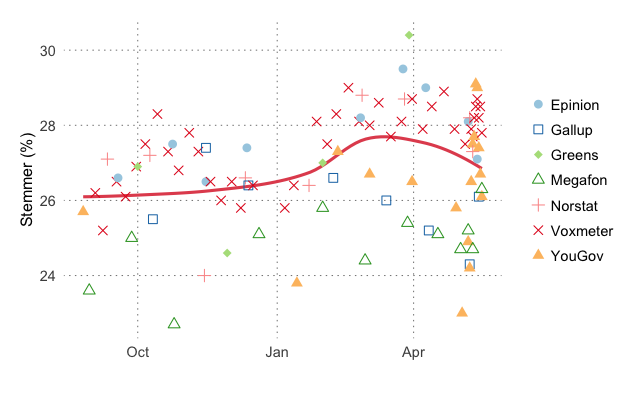 Stemmer (%)
30
28
26
24
Oct Jan Apr
Epinion
Gallup
Greens
Megafon
Norstat
Voxmeter
YouGov